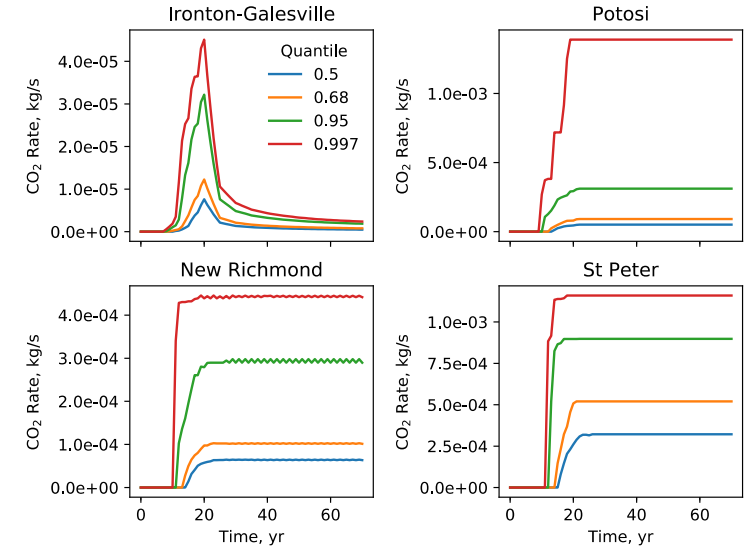 Ironton-Galesville
CO2 Rate, kg/s
4.0e-05
3.0e-05
2.0e-05
1.0e-05
0.0e+00
Quantile
0.5
0.68
0.95
0.997
Potosi
CO2 Rate, kg/s
1.0e-03
5.0e-04
0.0e+00
New Richmond
CO2 Rate, kg/s
4.0e-04
3.0e-04
2.0e-04
1.0e-04
0.0e+00
0 20 40 60
Time, yr
St Peter
CO2 Rate, kg/s
1.0e-03
7.5e-04
5.0e-04
2.5e-04
0.0e+00
0 20 40 60
Time, yr